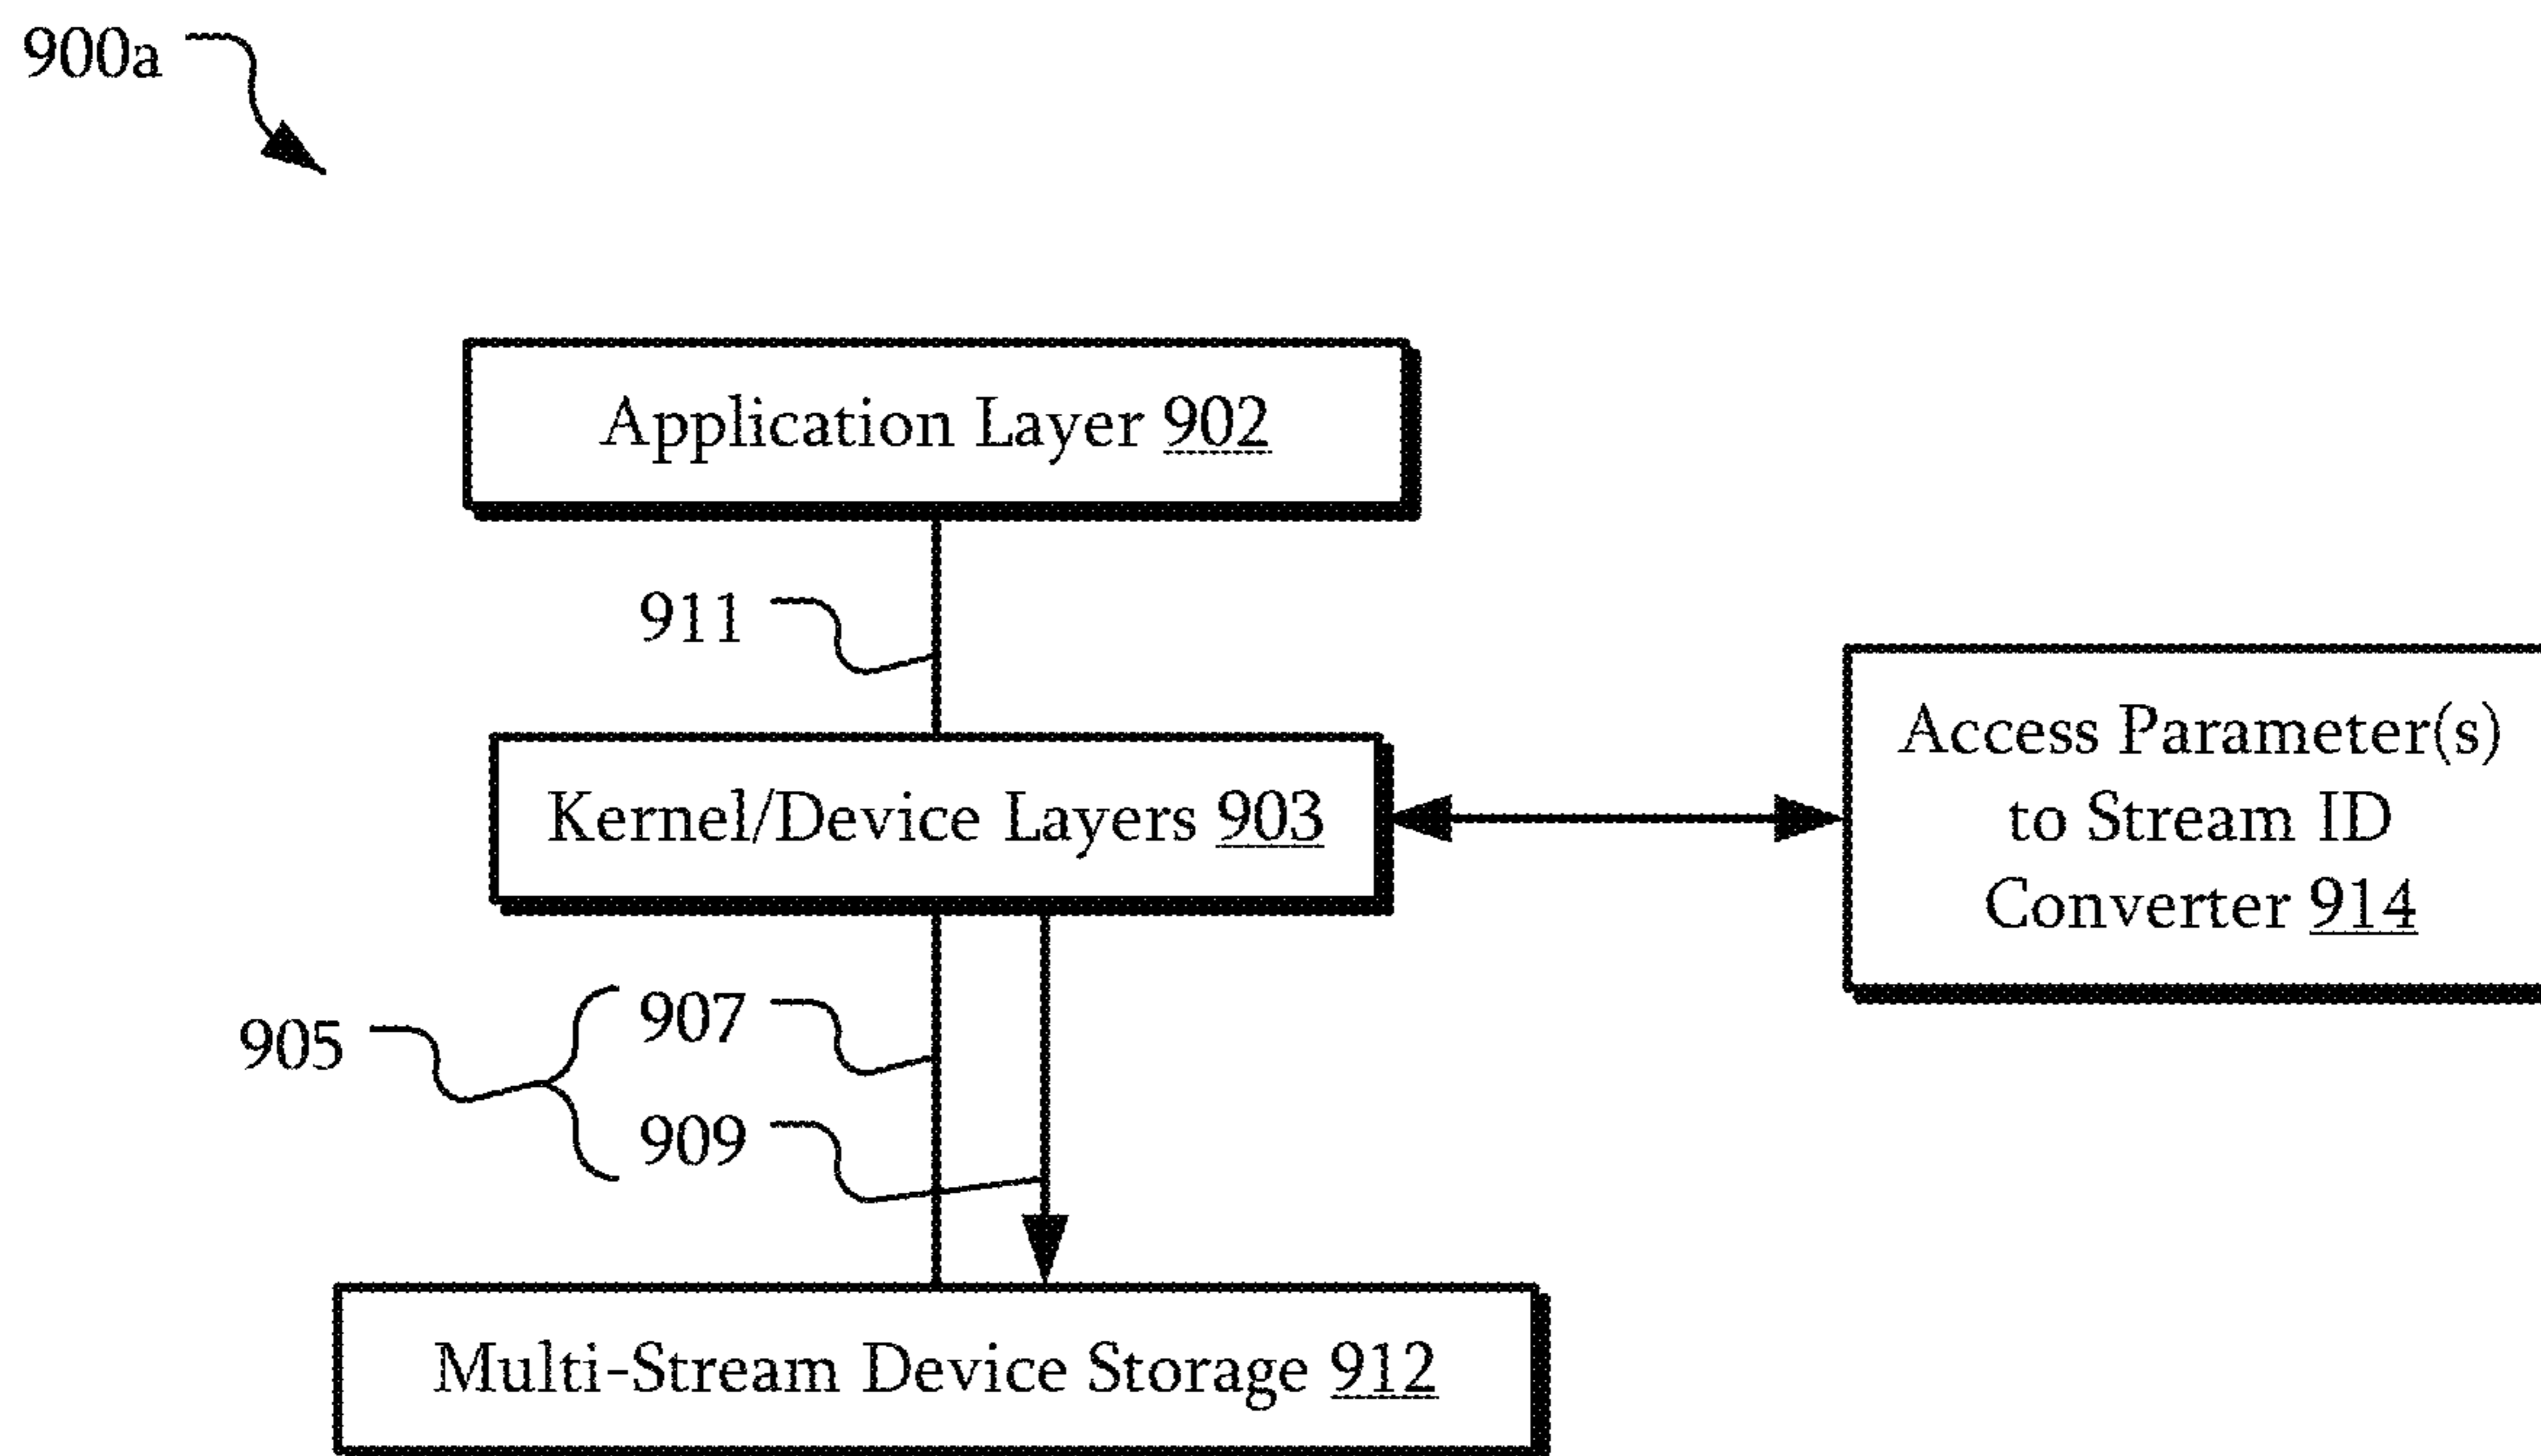 900a
Application Layer 902
911
Kernel/Device Layers 903
Access Parameter(s)
to Stream ID
Converter 914
905
907
909
Multi-Stream Device Storage 912